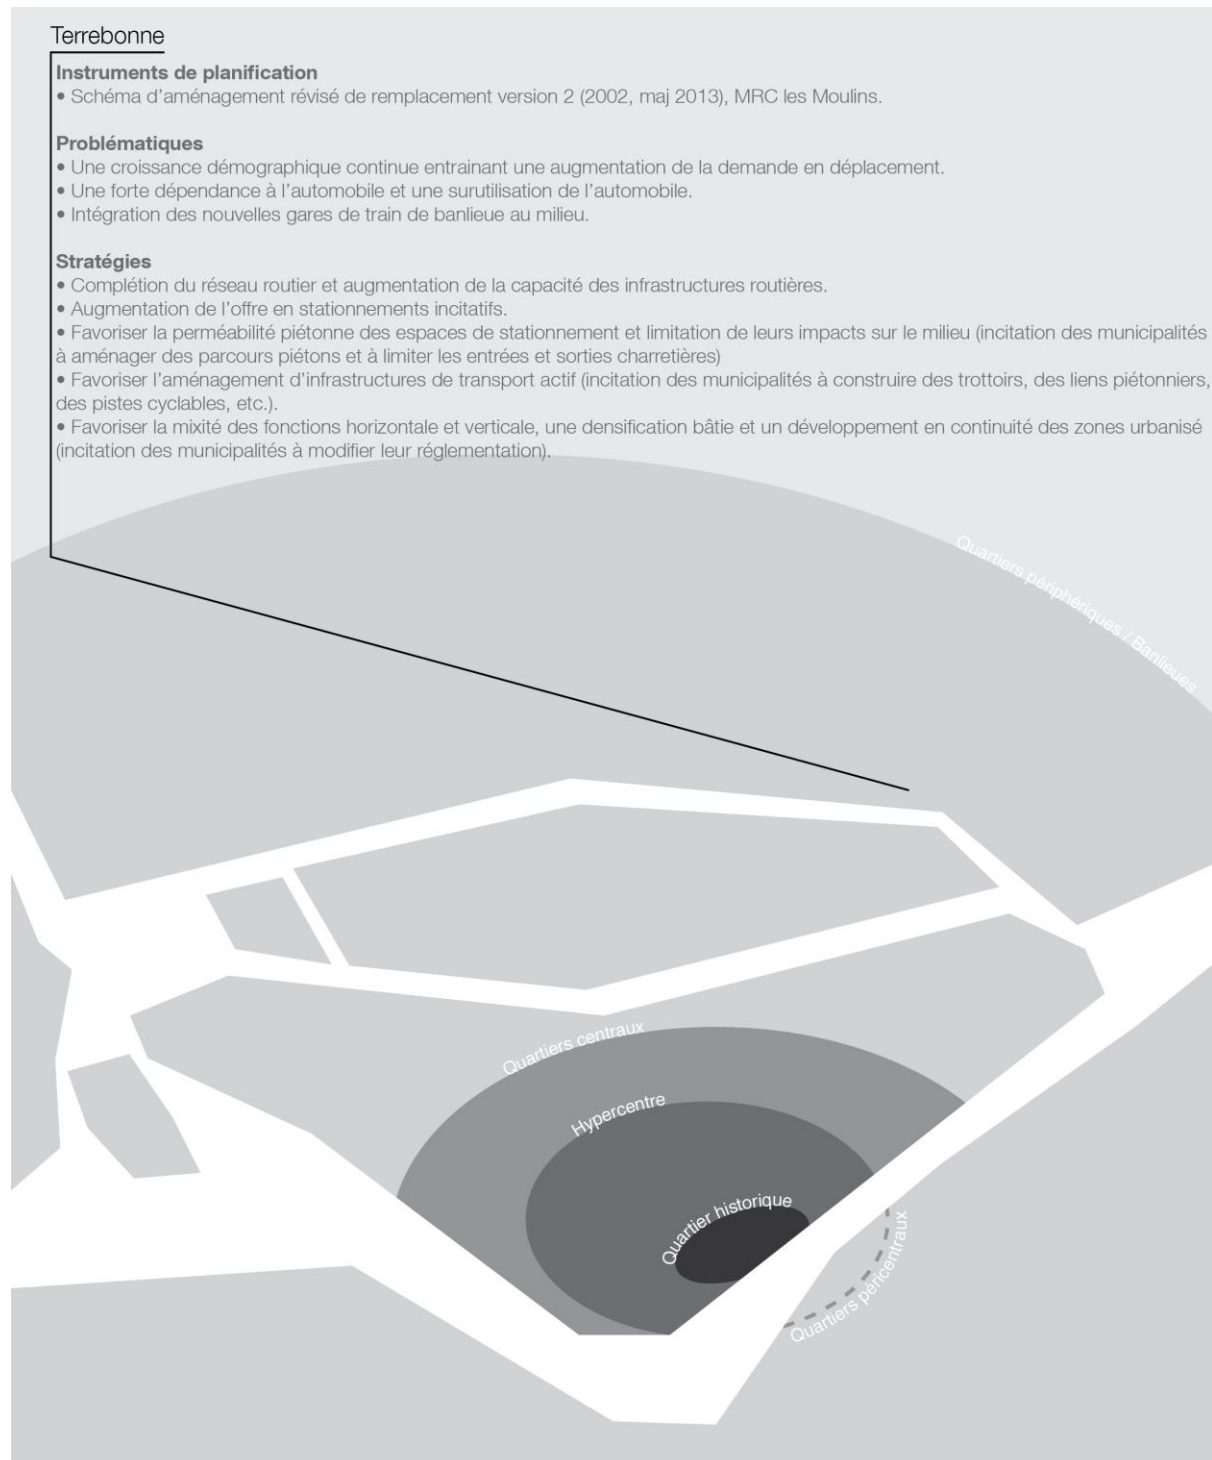 Terrebonne
Instruments de planification
• Schéma d'aménagement révisé de remplacement version 2 (2002, maj 2013), MRC les Moulins.
Problématiques
• Une croissance démographique continue entrainant une augmentation de la demande en déplacement.
• Une forte dépendance à l'automobile et une surutilisation de l'automobile.
• Intégration des nouvelles gares de train de banlieue au milieu.
Stratégies
• Complétion du réseau routier et augmentation de la capacité des infrastructures routières.
• Augmentation de l'offre en stationnements incitatifs.
• Favoriser la perméabilité piétonne des espaces de stationnement et limitation de leurs impacts sur le milieu (incitation des municipalités
à aménager des parcours piétons et à limiter les entrées et sorties charretières)
• Favoriser l'aménagement d'infrastructures de transport actif (incitation des municipalités à construire des trottoirs, des liens piétonniers,
des pistes cyclables, etc.).
• Favoriser la mixité des fonctions horizontale et verticale, une densification bâtie et un développement en continuité des zones urbanisé
(incitation des municipalités à modifier leur réglementation).
Quartiers périphériques / Banlieues
Quartiers centraux
Hypercentre
Quartier historique
Quartiers péricentraux